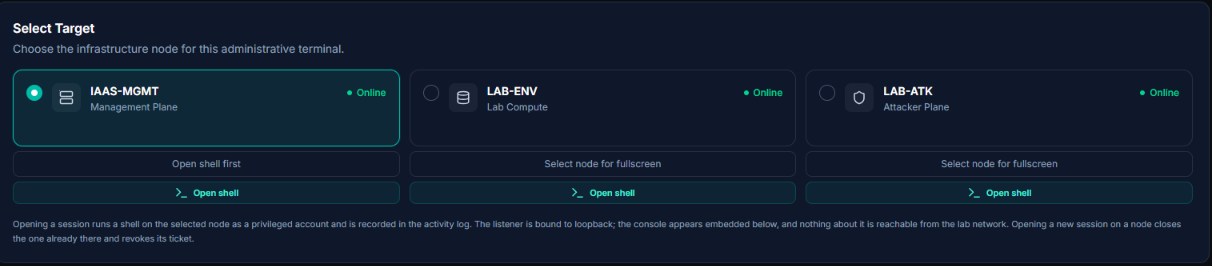 Select Target
Choose the infrastructure node for this administrative terminal.
IAAS-MGMT
Management Plane
Online
LAB-ENV
Lab Compute
Online
LAB-ATK
Attacker Plane
Online
Open shell first
Select node for fullscreen
Select node for fullscreen
>_ Open shell
>_ Open shell
>_ Open shell
Opening a session runs a shell on the selected node as a privileged account and is recorded in the activity log. The listener is bound to loopback; the console appears embedded below, and nothing about it is reachable from the lab network. Opening a new session on a node closes
the one already there and revokes its ticket.